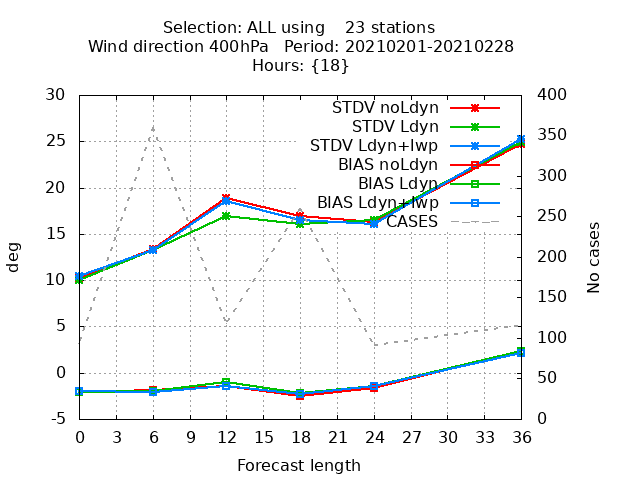 Selection: ALL using 23 stations
Wind direction 400hPa Period: 20210201-20210228
Hours: {18}
STDV noLdyn
STDV Ldyn
STDV Ldyn+lwp
BIAS noLdyn
BIAS Ldyn
BIAS Ldyn+lwp
CASES
30
25
20
15
10
5
0
-5
deg
400
350
300
250
200
150
100
50
0
No cases
0 3 6 9 12 15 18 21 24 27 30 33 36
Forecast length